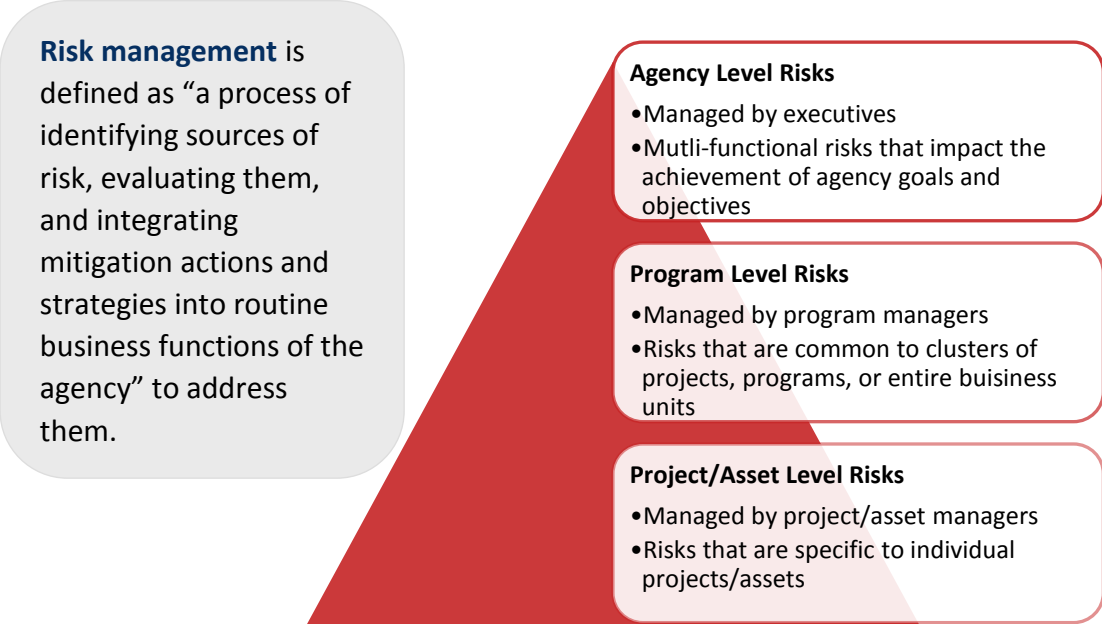 Risk management is
defined as “a process of
identifying sources of
risk, evaluating them,
and integrating
mitigation actions and
strategies into routine
business functions of the
agency” to address
them.
Agency Level Risks
•Managed by executives
•Mutli-functional risks that impact the
achievement of agency goals and
objectives
Program Level Risks
•Managed by program managers
•Risks that are common to clusters of
projects, programs, or entire buisiness
units
Project/Asset Level Risks
•Managed by project/asset managers
•Risks that are specific to individual
projects/assets